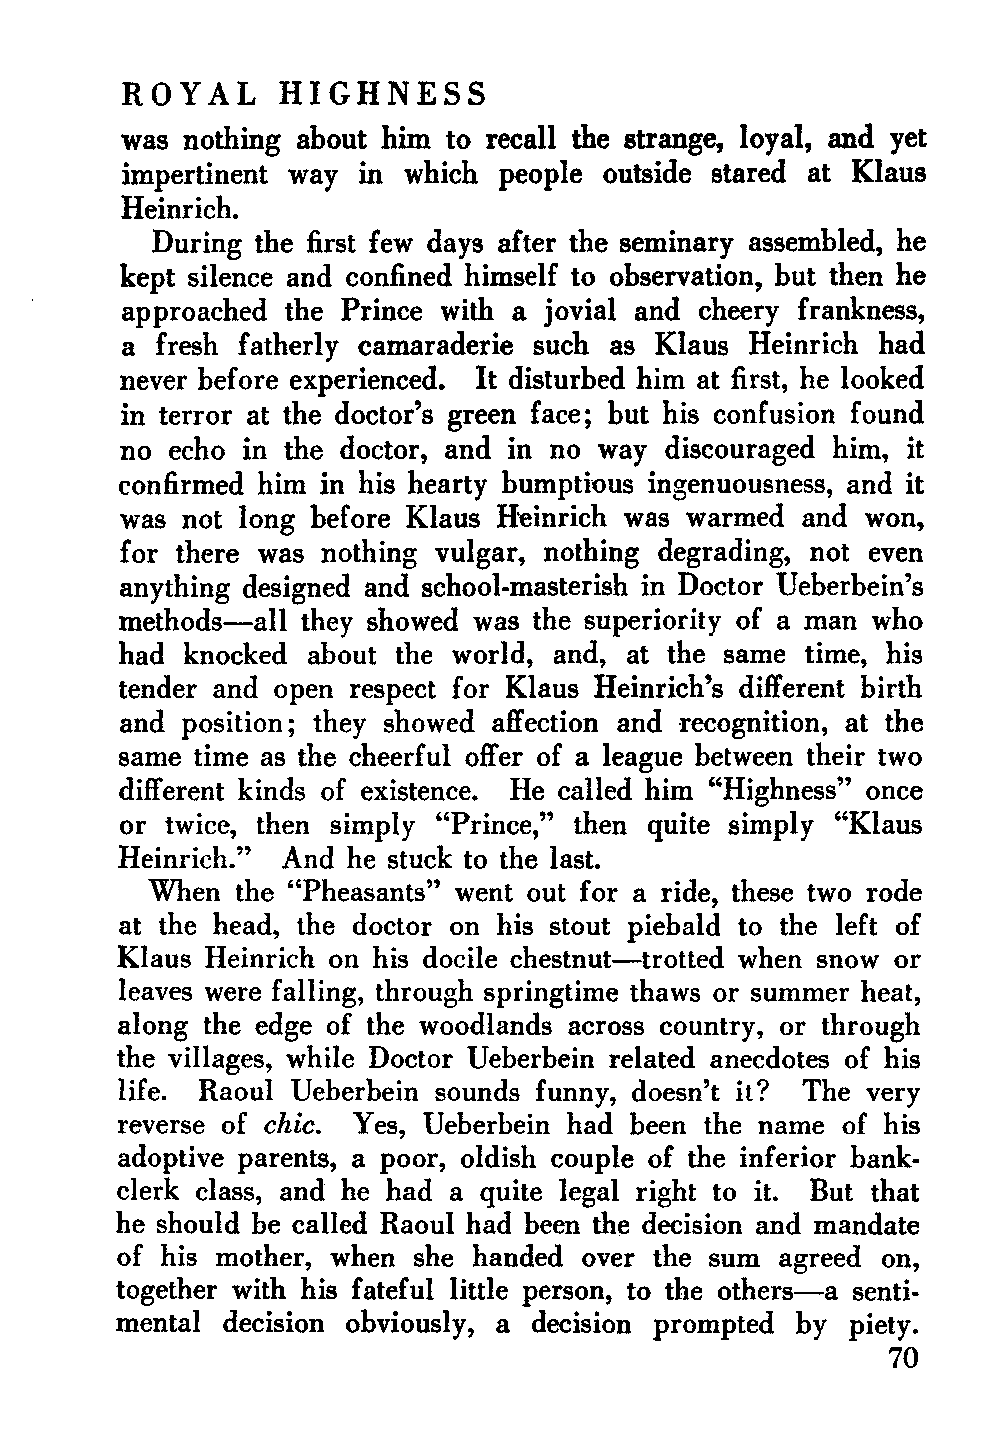 ROYAL HIGHNESS
was nothing about him to recall the strange, loyal, and yet
impertinent way in which people outside stared at Klaus
Heinrich.
During the first few days after the seminary assembled, he
kept silence and confined himself to observation, but then he
approached the Prince with a jovial and cheery frankness,
a fresh fatherly camaraderie such as Klaus Heinrich had
never before experienced. It disturbed him at first, he looked
in terror at the doctor's green face; but his confusion found
no echo in the doctor, and in no way discouraged him, it
confirmed him in his hearty bumptious ingenuousness, and it
was not long before Klaus Heinrich was warmed and won,
for there was nothing vulgar, nothing degrading, not even
anything designed and school-masterish in Doctor Ueberbein's
methods—all they showed was the superiority of a man who
had knocked about the world, and, at the same time, his
tender and open respect for Klaus Heinrich's different birth
and position; they showed affection and recognition, at the
same time as the cheerful offer of a league between their two
different kinds of existence. He called him “Highness” once
or twice, then simply “Prince,” then quite simply “Klaus
Heinrich.” And he stuck to the last.
When the “Pheasants” went out for a ride, these two rode
at the head, the doctor on his stout piebald to the left of
Klaus Heinrich on his docile chestnut—trotted when snow or
leaves were falling, through springtime thaws or summer heat,
along the edge of the woodlands across country, or through
the villages, while Doctor Ueberbein related anecdotes of his
life. Raoul Ueberbein sounds funny, doesn't it? The very
reverse of chic. Yes, Ueberbein had been the name of his
adoptive parents, a poor, oldish couple of the inferior bank-
clerk class, and he had a quite legal right to it. But that
he should be called Raoul had been the decision and mandate
of his mother, when she handed over the sum agreed on,
together with his fateful little person, to the others—a senti-
mental decision obviously, a decision prompted by piety.
70